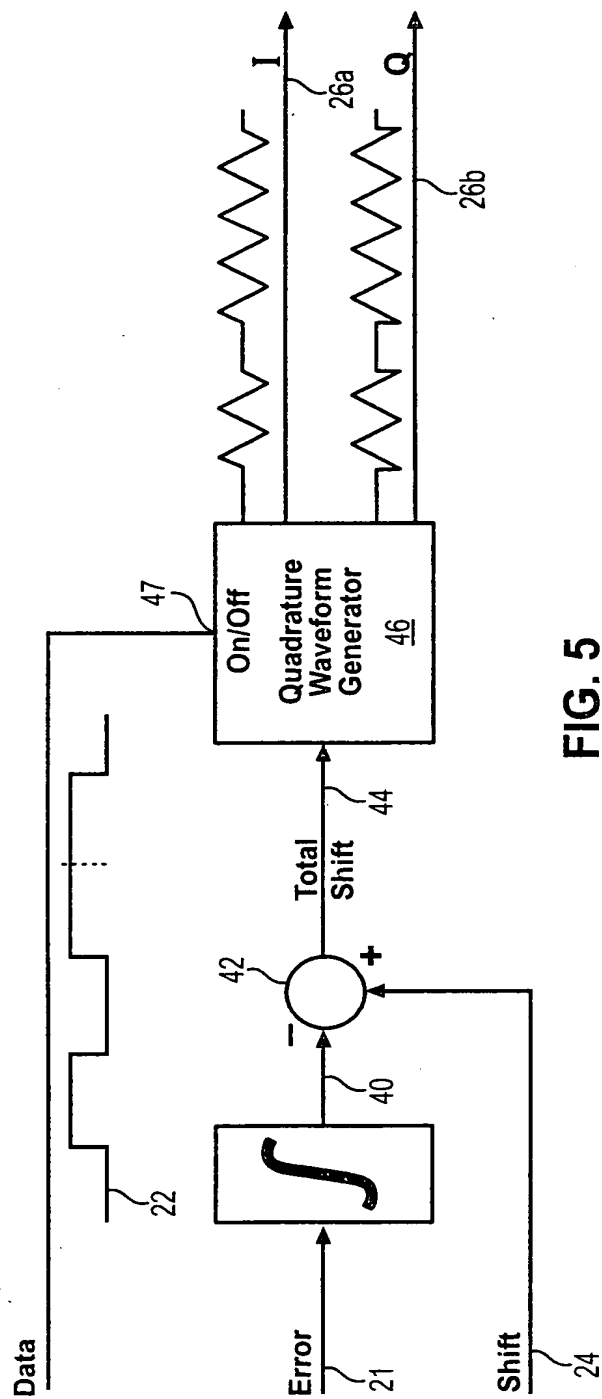 Data
22
47
On/Off
Quadrature
Waveform
Generator
46
I
26a
Q
26b
Error
21
∫
40
−
42
+
Total
Shift
44
Shift
24
FIG. 5